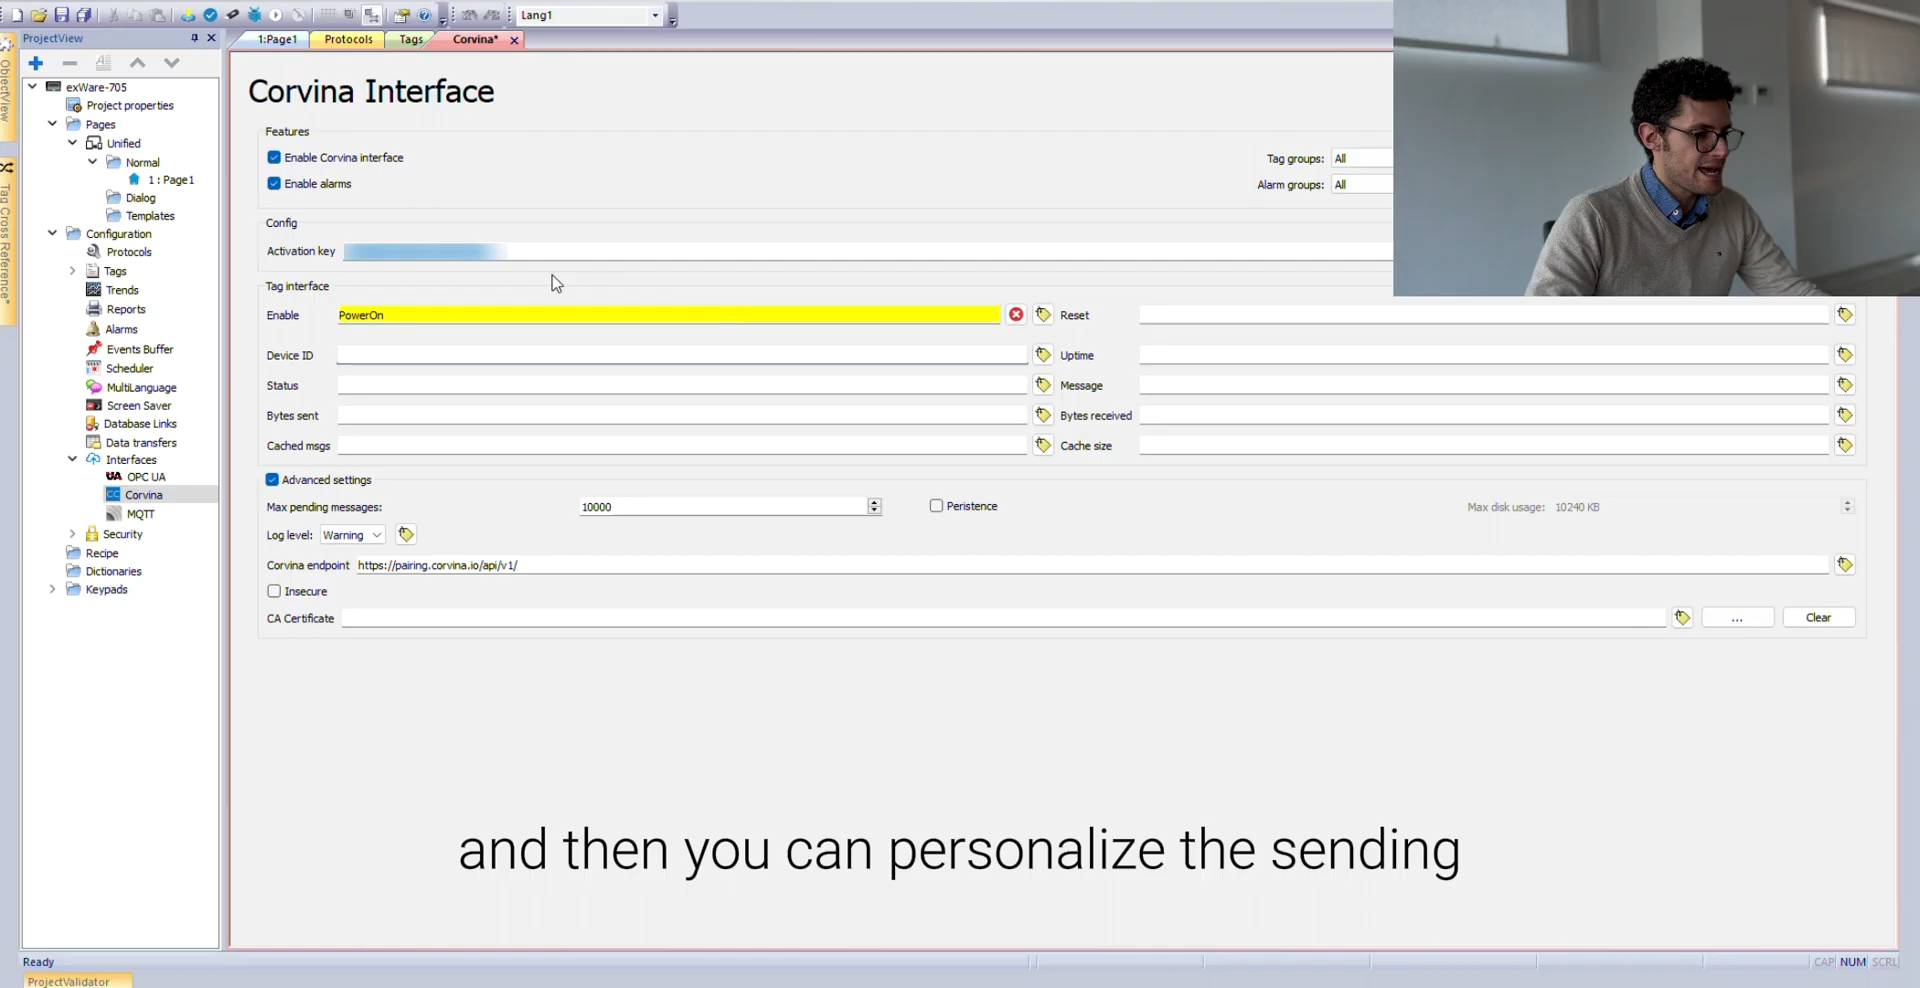 Lang1
ProjectView
1:Page1 Protocols Tags Corvina*
ObjectView
Tag Cross Reference*
exWare-705
Project properties
Pages
Unified
Normal
1 : Page1
Dialog
Templates
Configuration
Protocols
Tags
Trends
Reports
Alarms
Events Buffer
Scheduler
MultiLanguage
Screen Saver
Database Links
Data transfers
Interfaces
UA OPC UA
CC Corvina
MQTT
Security
Recipe
Dictionaries
Keypads
Corvina Interface
Features
Enable Corvina interface Tag groups: All
Enable alarms Alarm groups: All
Config
Activation key
Tag interface
Enable PowerOn Reset
Device ID Uptime
Status Message
Bytes sent Bytes received
Cached msgs Cache size
Advanced settings
Max pending messages: 10000 Peristence Max disk usage: 10240 KB
Log level: Warning
Corvina endpoint https://pairing.corvina.io/api/v1/
Insecure
CA Certificate ... Clear
and then you can personalize the sending
Ready CAP NUM SCRL
ProjectValidator